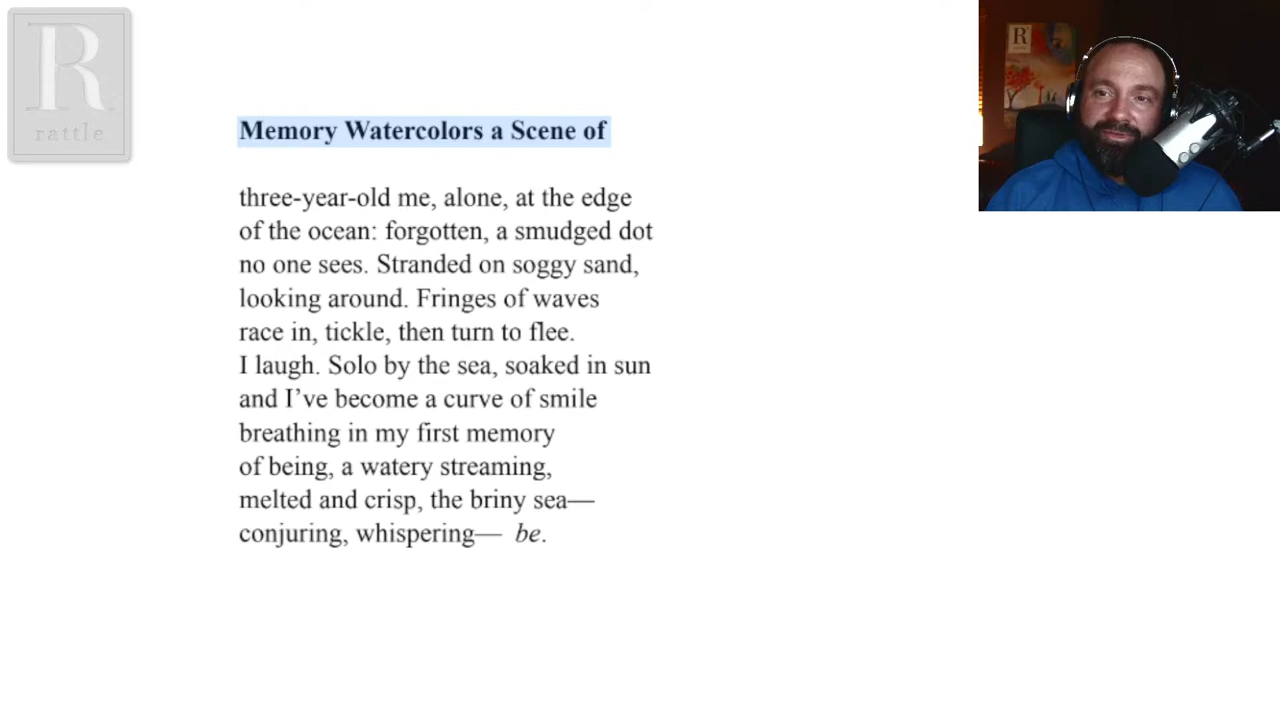 R
rattle
R
Memory Watercolors a Scene of
three-year-old me, alone, at the edge
of the ocean: forgotten, a smudged dot
no one sees. Stranded on soggy sand,
looking around. Fringes of waves
race in, tickle, then turn to flee.
I laugh. Solo by the sea, soaked in sun
and I’ve become a curve of smile
breathing in my first memory
of being, a watery streaming,
melted and crisp, the briny sea—
conjuring, whispering— be.